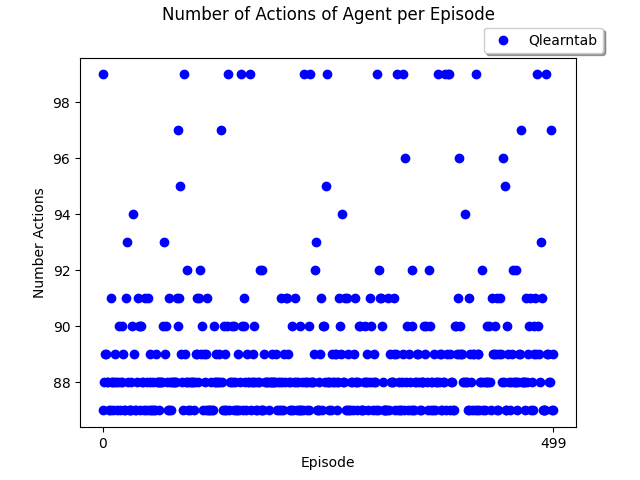 Number of Actions of Agent per Episode
Qlearntab
98
96
94
92
90
88
Number Actions
0
499
Episode